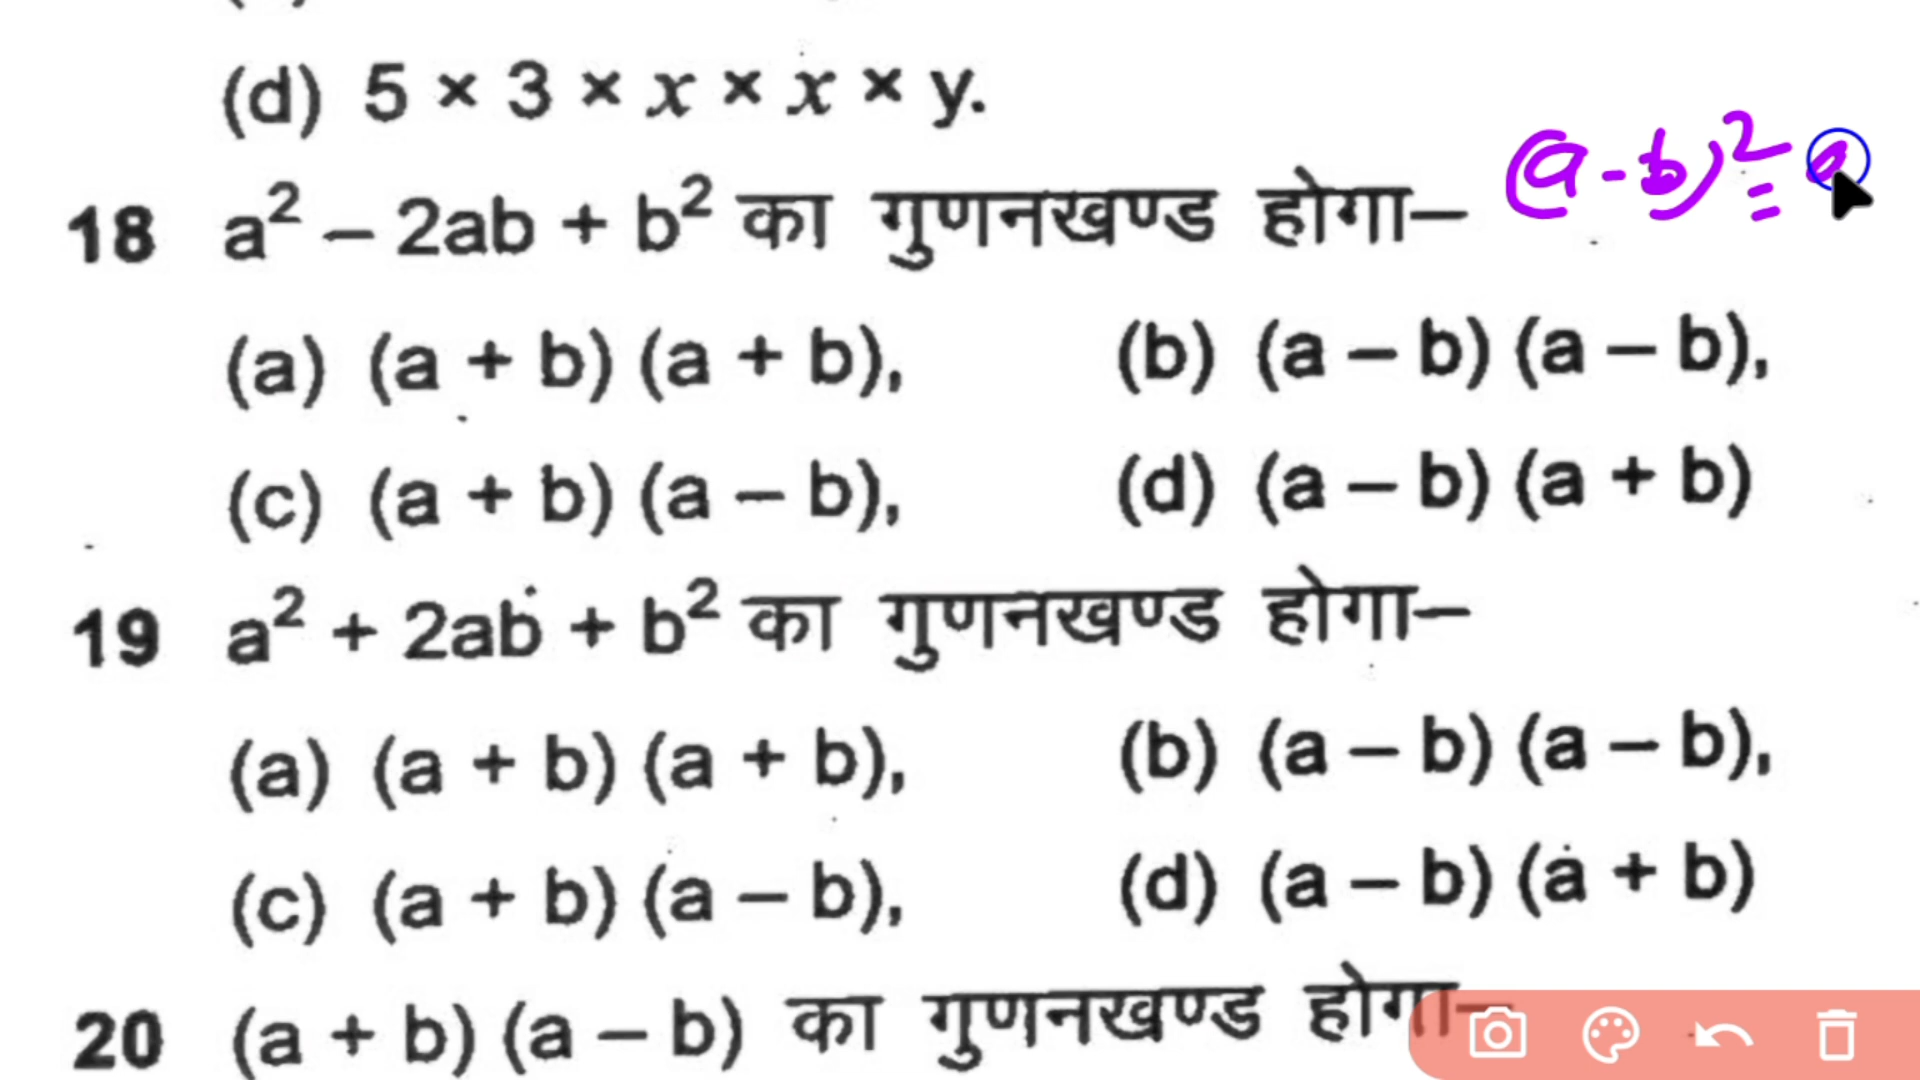 (d) 5 × 3 × x × x × y.
(a - b)² = a
18 a² – 2ab + b² का गुणनखण्ड होगा–
(a) (a + b) (a + b), (b) (a – b) (a – b),
(c) (a + b) (a – b), (d) (a – b) (a + b)
19 a² + 2ab + b² का गुणनखण्ड होगा–
(a) (a + b) (a + b), (b) (a – b) (a – b),
(c) (a + b) (a – b), (d) (a – b) (a + b)
20 (a + b) (a – b) का गुणनखण्ड होगा–